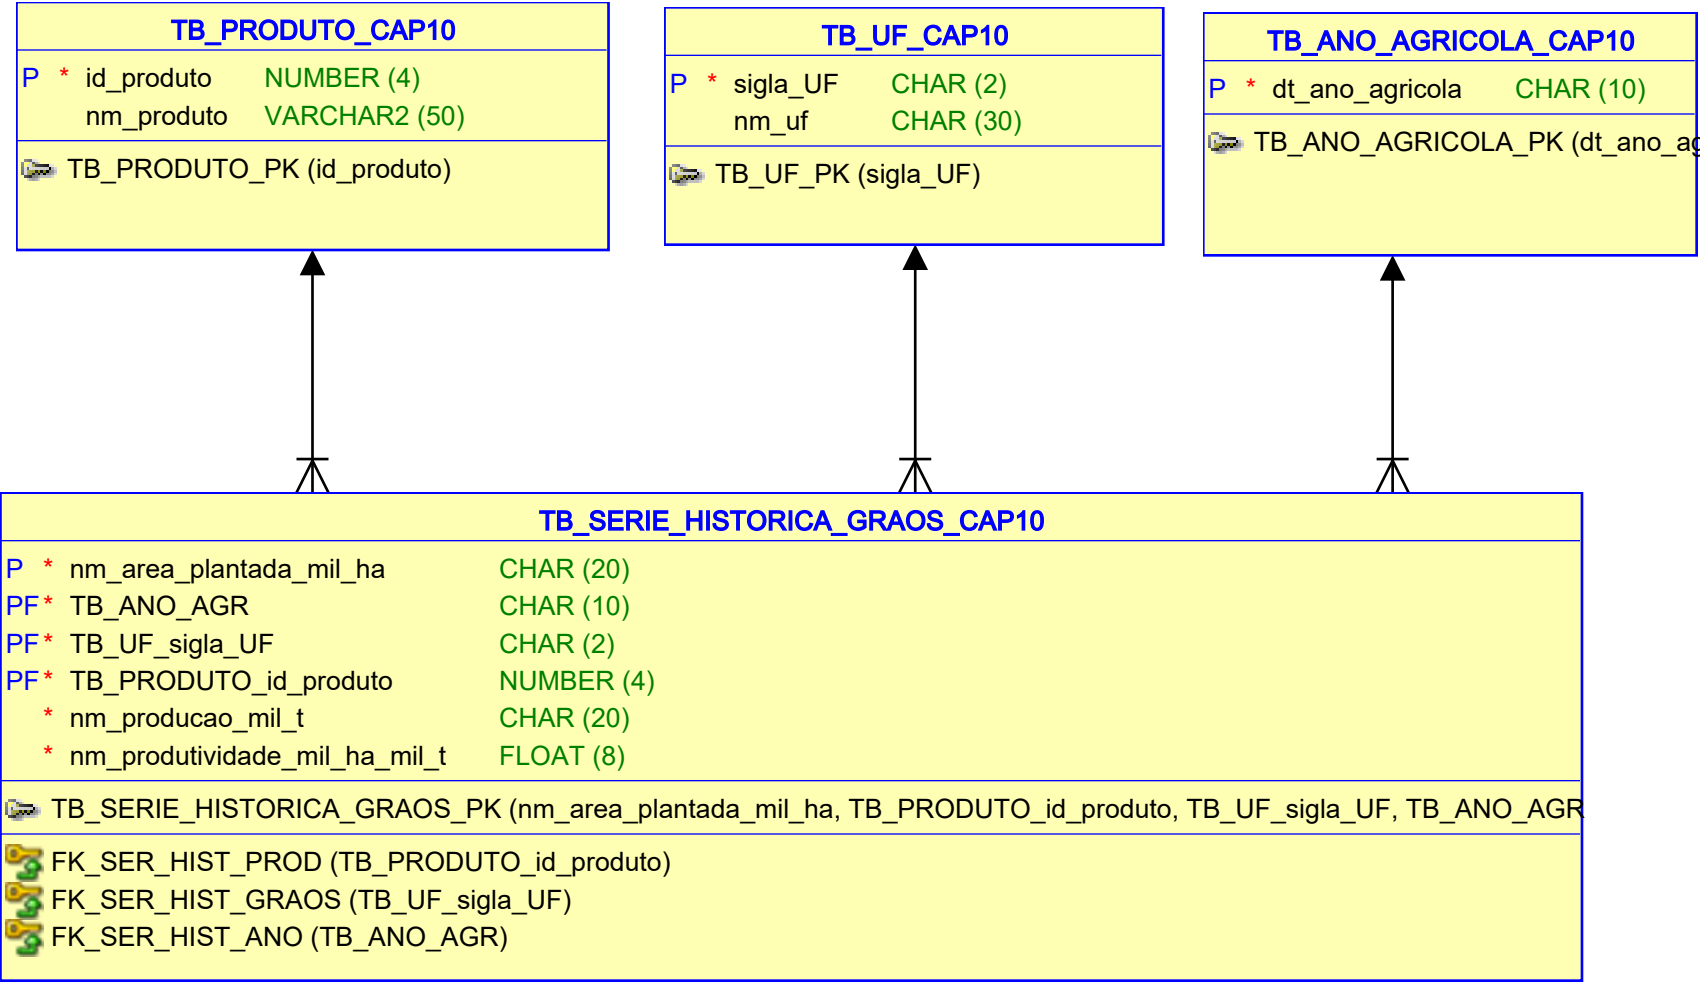 TB_PRODUTO_CAP10
P * id_produto NUMBER (4)
nm_produto VARCHAR2 (50)
TB_PRODUTO_PK (id_produto)
TB_UF_CAP10
P * sigla_UF CHAR (2)
nm_uf CHAR (30)
TB_UF_PK (sigla_UF)
TB_ANO_AGRICOLA_CAP10
P * dt_ano_agricola CHAR (10)
TB_ANO_AGRICOLA_PK (dt_ano_ag
TB_SERIE_HISTORICA_GRAOS_CAP10
P * nm_area_plantada_mil_ha CHAR (20)
PF * TB_ANO_AGR CHAR (10)
PF * TB_UF_sigla_UF CHAR (2)
PF * TB_PRODUTO_id_produto NUMBER (4)
* nm_producao_mil_t CHAR (20)
* nm_produtividade_mil_ha_mil_t FLOAT (8)
TB_SERIE_HISTORICA_GRAOS_PK (nm_area_plantada_mil_ha, TB_PRODUTO_id_produto, TB_UF_sigla_UF, TB_ANO_AGR
FK_SER_HIST_PROD (TB_PRODUTO_id_produto)
FK_SER_HIST_GRAOS (TB_UF_sigla_UF)
FK_SER_HIST_ANO (TB_ANO_AGR)